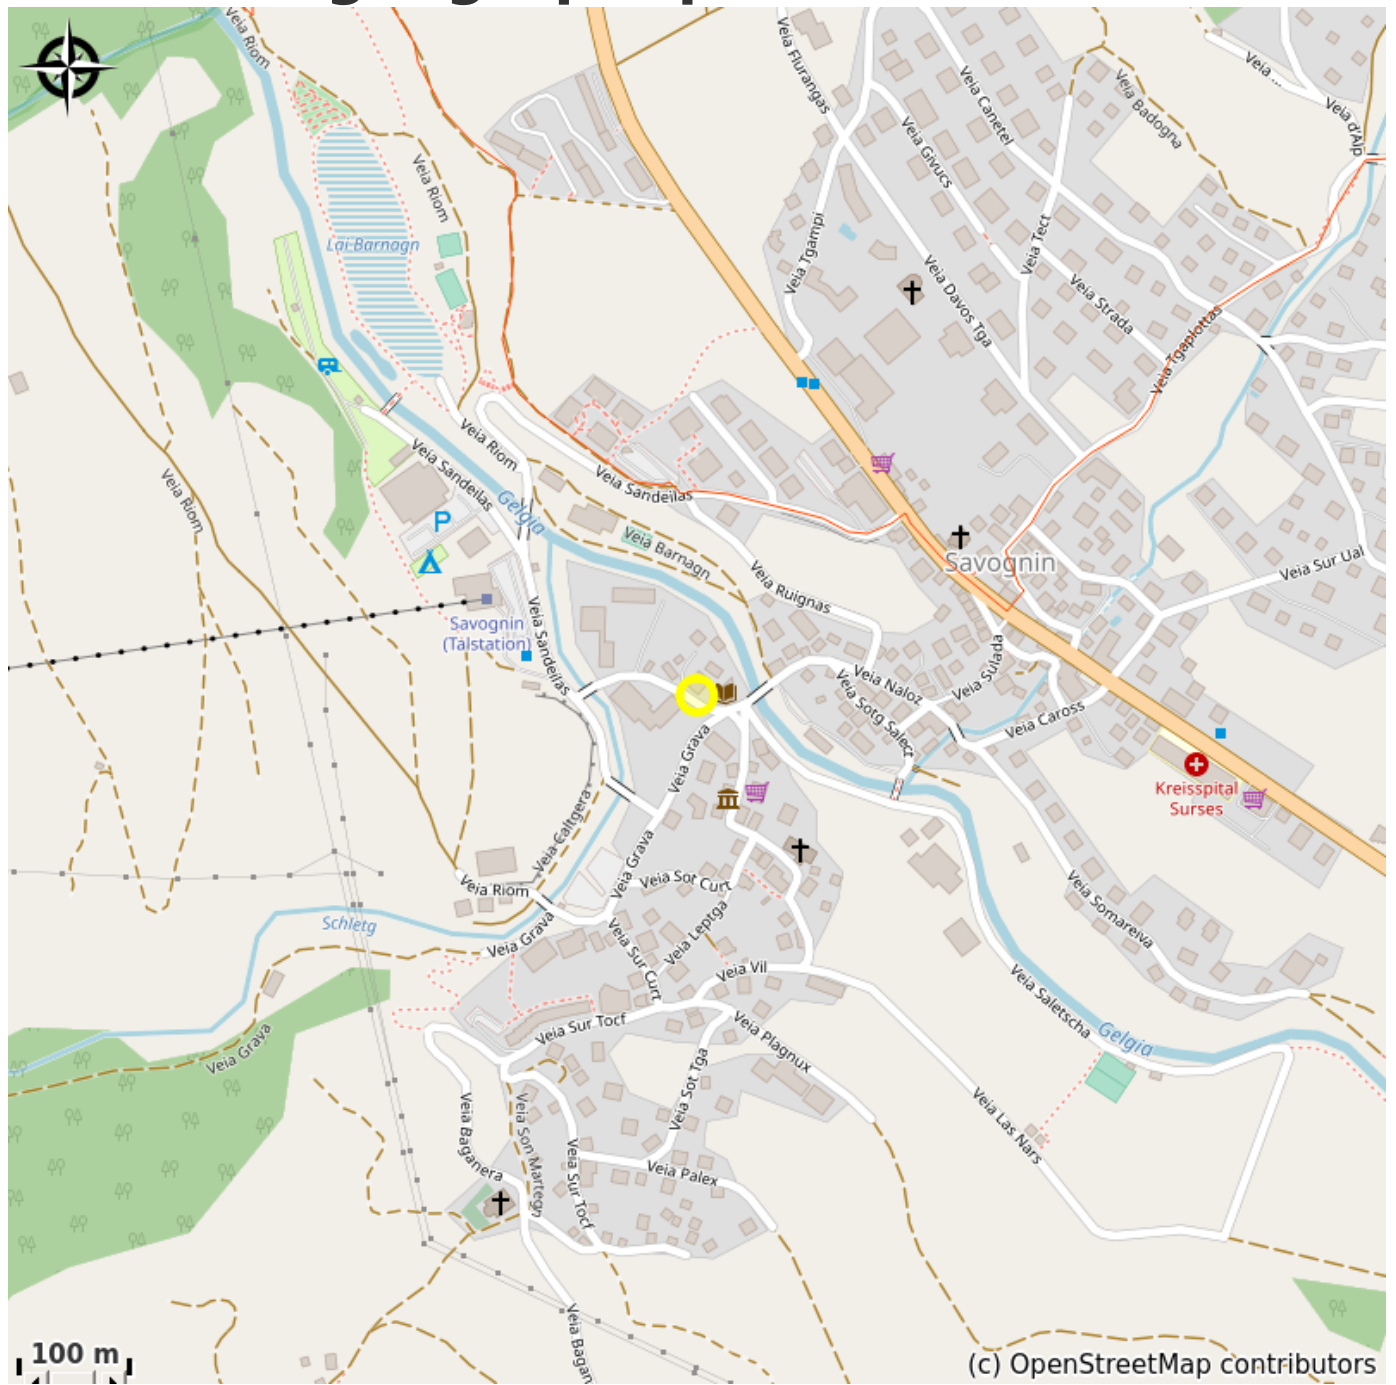 Veia Riom
Veia Flurangas
Veia Canetel
Veia Badogna
Veia ...
Veia d'Alp
Veia Givucs
Veia Riom
Lai Barnagn
Veia Tgampi
Veia Tect
Veia Davos Tga
Veia Strada
Veia Tgaplottas
Veia Riom
Veia Sandeilas
Veia Sandeilas
Veia Riom
Gelgia
P
Veia Barnagn
Savognin
Veia Sur Ual
Veia Ruignas
Savognin
(Talstation)
Veia Sandeilas
Veia Sulada
Veia Naloz
Veia Sotg Salect
Veia Caross
Veia Grava
Kreisspital
Surses
Veia Caltgera
Veia Grava
Veia Sot Curt
Veia Riom
Veia Somareiva
Schletg
Veia Grava
Veia Leptga
Veia Sur Curt
Veia Vil
Veia Saletscha
Gelgia
Veia Sur Tocf
Veia Plagnux
Veia Grava
Veia Sot Tga
Veia Las Nars
Veia Baganera
Veia Son Martegn
Veia Sur Tocf
Veia Palex
Veia Bagan
100 m
(c) OpenStreetMap contributors